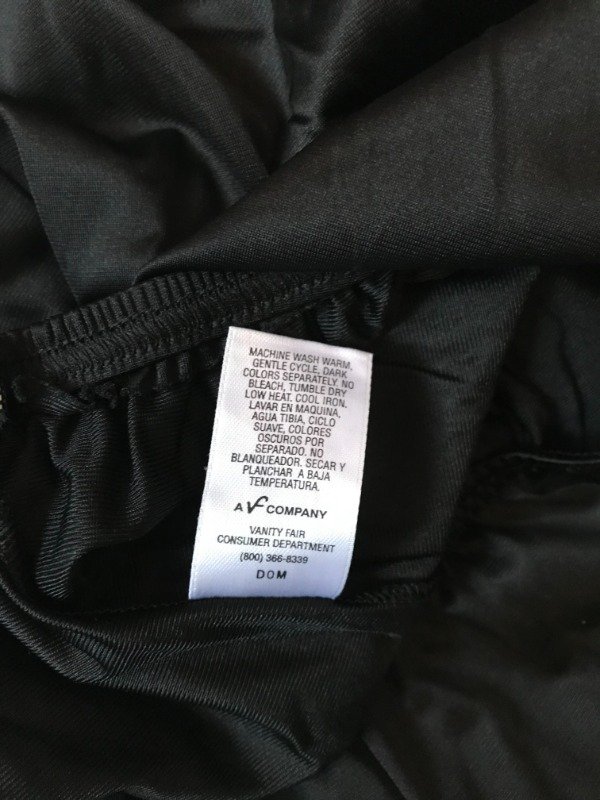 MACHINE WASH WARM,
GENTLE CYCLE, DARK
COLORS SEPARATELY, NO
BLEACH, TUMBLE DRY
LOW HEAT. COOL IRON.
LAVAR EN MAQUINA,
AGUA TIBIA, CICLO
SUAVE, COLORES
OSCUROS POR
SEPARADO. NO
BLANQUEADOR. SECAR Y
PLANCHAR A BAJA
TEMPERATURA.
A VF COMPANY
VANITY FAIR
CONSUMER DEPARTMENT
(800) 366-8339
DOM